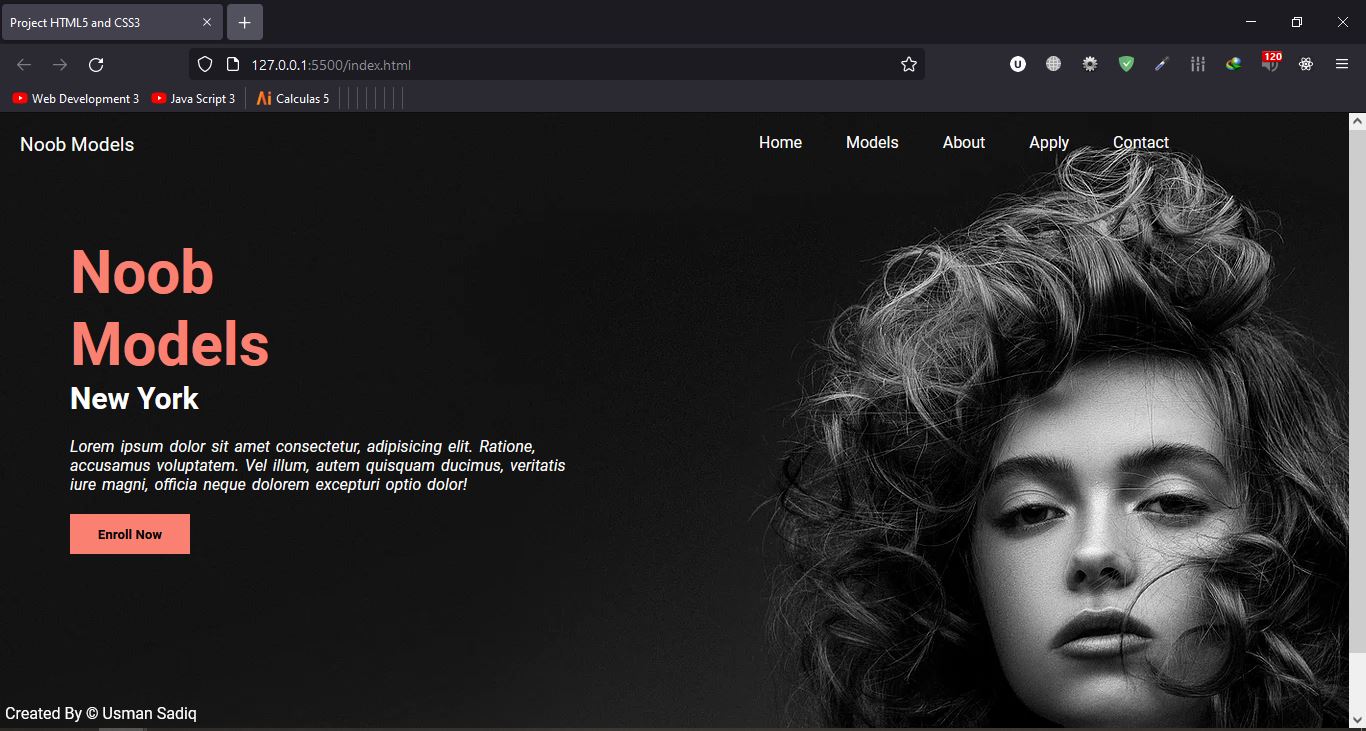 Project HTML5 and CSS3
127.0.0.1:5500/index.html
U
120
Web Development 3
Java Script 3
Ai Calculas 5
Noob Models
Home
Models
About
Apply
Contact
Noob
Models
New York
Lorem ipsum dolor sit amet consectetur, adipisicing elit. Ratione,
accusamus voluptatem. Vel illum, autem quisquam ducimus, veritatis
iure magni, officia neque dolorem excepturi optio dolor!
Enroll Now
Created By © Usman Sadiq